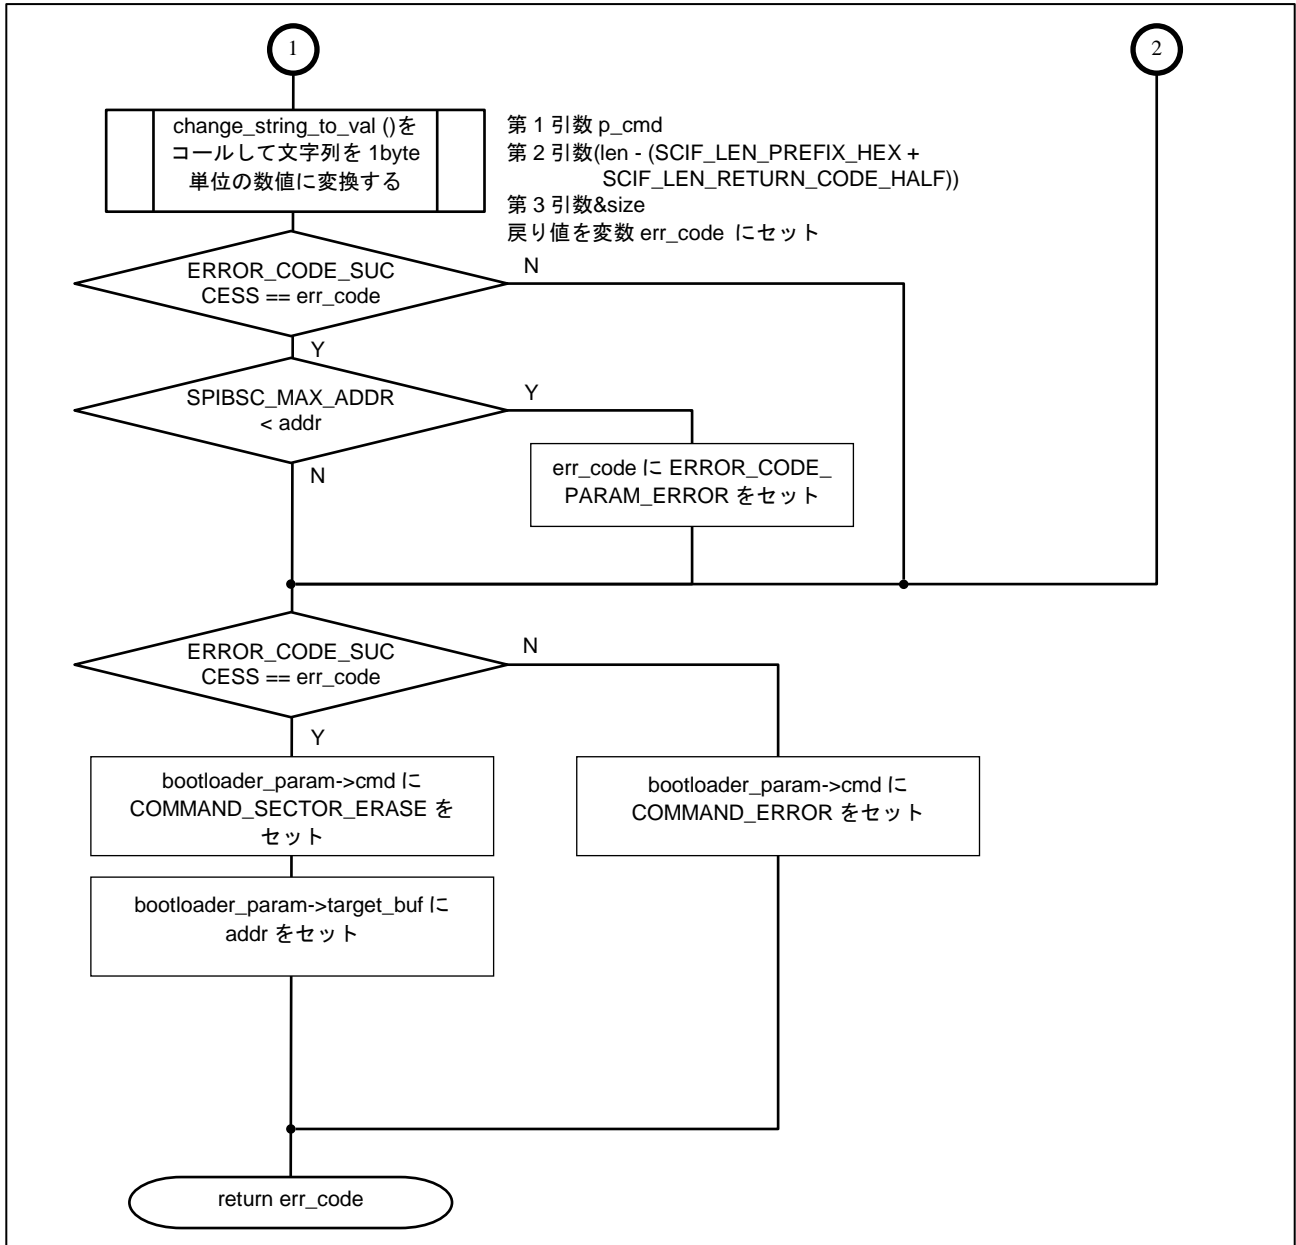 1
2
change_string_to_val ()を
コールして文字列を 1byte
単位の数値に変換する
第 1 引数 p_cmd
第 2 引数(len - (SCIF_LEN_PREFIX_HEX +
SCIF_LEN_RETURN_CODE_HALF))
第 3 引数&size
戻り値を変数 err_code にセット
ERROR_CODE_SUC
CESS == err_code
N
Y
SPIBSC_MAX_ADDR
< addr
Y
N
err_code に ERROR_CODE_
PARAM_ERROR をセット
ERROR_CODE_SUC
CESS == err_code
N
Y
bootloader_param->cmd に
COMMAND_SECTOR_ERASE を
セット
bootloader_param->cmd に
COMMAND_ERROR をセット
bootloader_param->target_buf に
addr をセット
return err_code